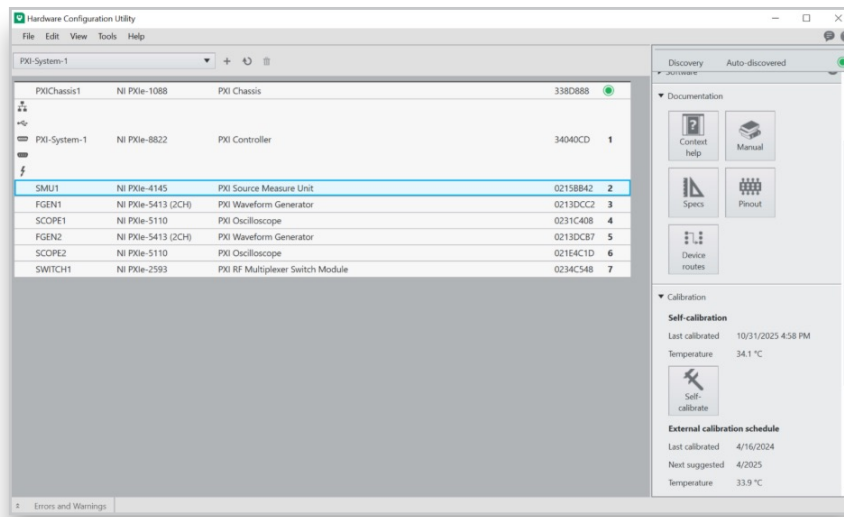 Hardware Configuration Utility
File Edit View Tools Help
PXI-System-1
PXIChassis1 NI PXIe-1088 PXI Chassis 338D888
PXI-System-1 NI PXIe-8822 PXI Controller 34040CD 1
SMU1 NI PXIe-4145 PXI Source Measure Unit 0215BB42 2
FGEN1 NI PXIe-5413 (2CH) PXI Waveform Generator 0213DCC2 3
SCOPE1 NI PXIe-5110 PXI Oscilloscope 0231C408 4
FGEN2 NI PXIe-5413 (2CH) PXI Waveform Generator 0213DCB7 5
SCOPE2 NI PXIe-5110 PXI Oscilloscope 021E4C1D 6
SWITCH1 NI PXIe-2593 PXI RF Multiplexer Switch Module 0234C548 7
Discovery Auto-discovered
Software
Documentation
Context help
Manual
Specs
Pinout
Device routes
Calibration
Self-calibration
Last calibrated 10/31/2025 4:58 PM
Temperature 34.1 °C
Self-calibrate
External calibration schedule
Last calibrated 4/16/2024
Next suggested 4/2025
Temperature 33.9 °C
Errors and Warnings